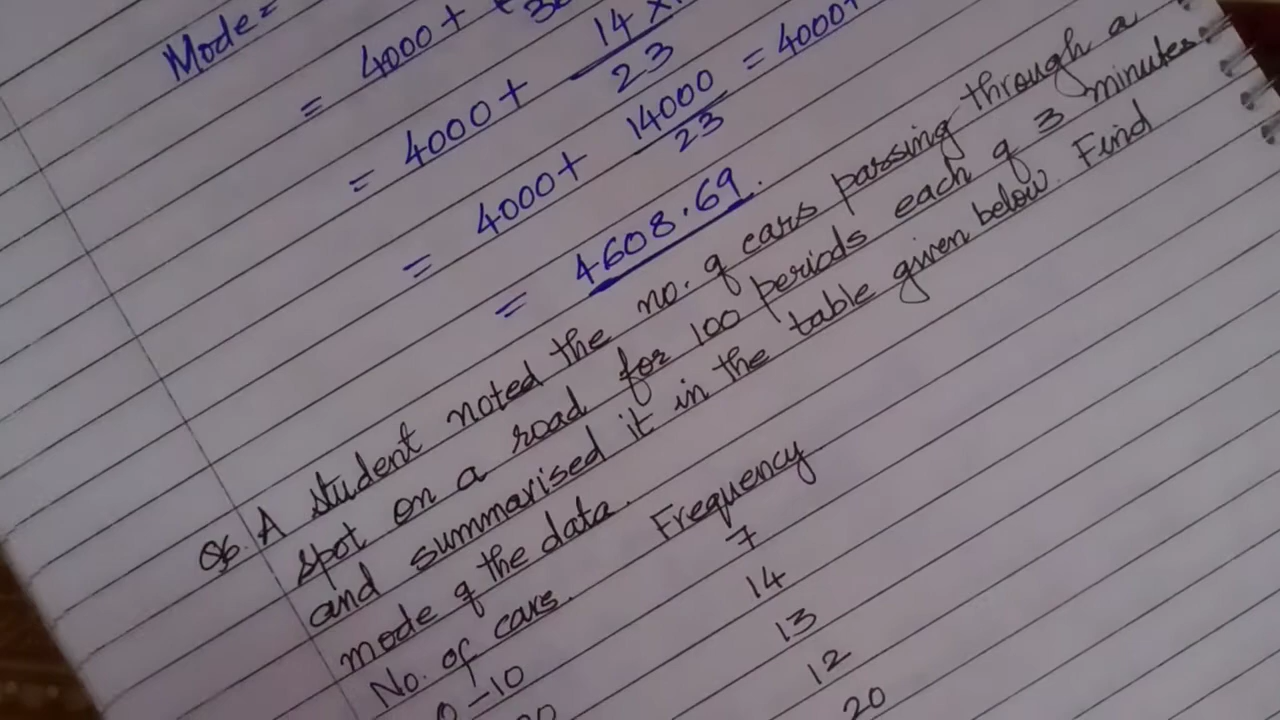 Mode =
= 4000 +
= 4000 + 14 ×
23
= 4000 + 14000 = 4000 +
23
= 4608.69.
Q6. A student noted the no. of cars parsing through a
spot on a road for 100 periods each of 3 minutes
and summarised it in the table given below. Find
mode of the data.
No. of cars. Frequency
0-10 7
14
13
12
20